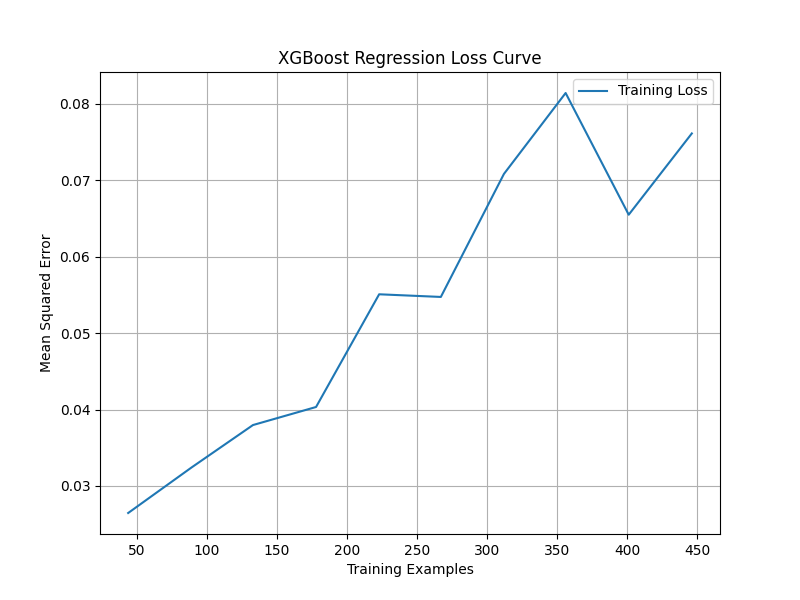 XGBoost Regression Loss Curve
Training Loss
0.08
0.07
0.06
0.05
0.04
0.03
Mean Squared Error
50 100 150 200 250 300 350 400 450
Training Examples